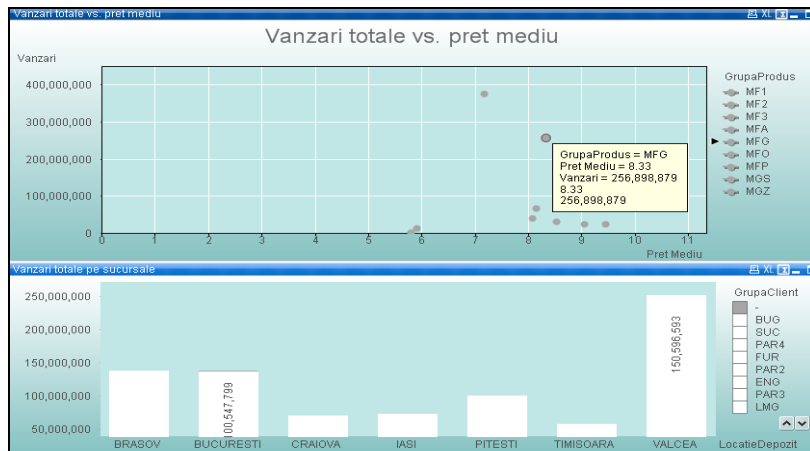 Vanzari totale vs. pret mediu
XL
Vanzari totale vs. pret mediu
Vanzari
400,000,000
300,000,000
200,000,000
100,000,000
0
0 1 2 3 4 5 6 7 8 9 10 11
Pret Mediu
GrupaProdus
MF1
MF2
MF3
MFA
MFG
MFO
MFP
MGS
MGZ
GrupaProdus = MFG
Pret Mediu = 8.33
Vanzari = 256,898,879
8.33
256,898,879
Vanzari totale pe sucursale
XL
250,000,000
200,000,000
150,000,000
100,000,000
50,000,000
100,547,799
150,596,593
BRASOV BUCURESTI CRAIOVA IASI PITESTI TIMISOARA VALCEA
LocatieDepozit
GrupaClient
-
BUG
SUC
PAR4
FUR
PAR2
ENG
PAR3
LMG